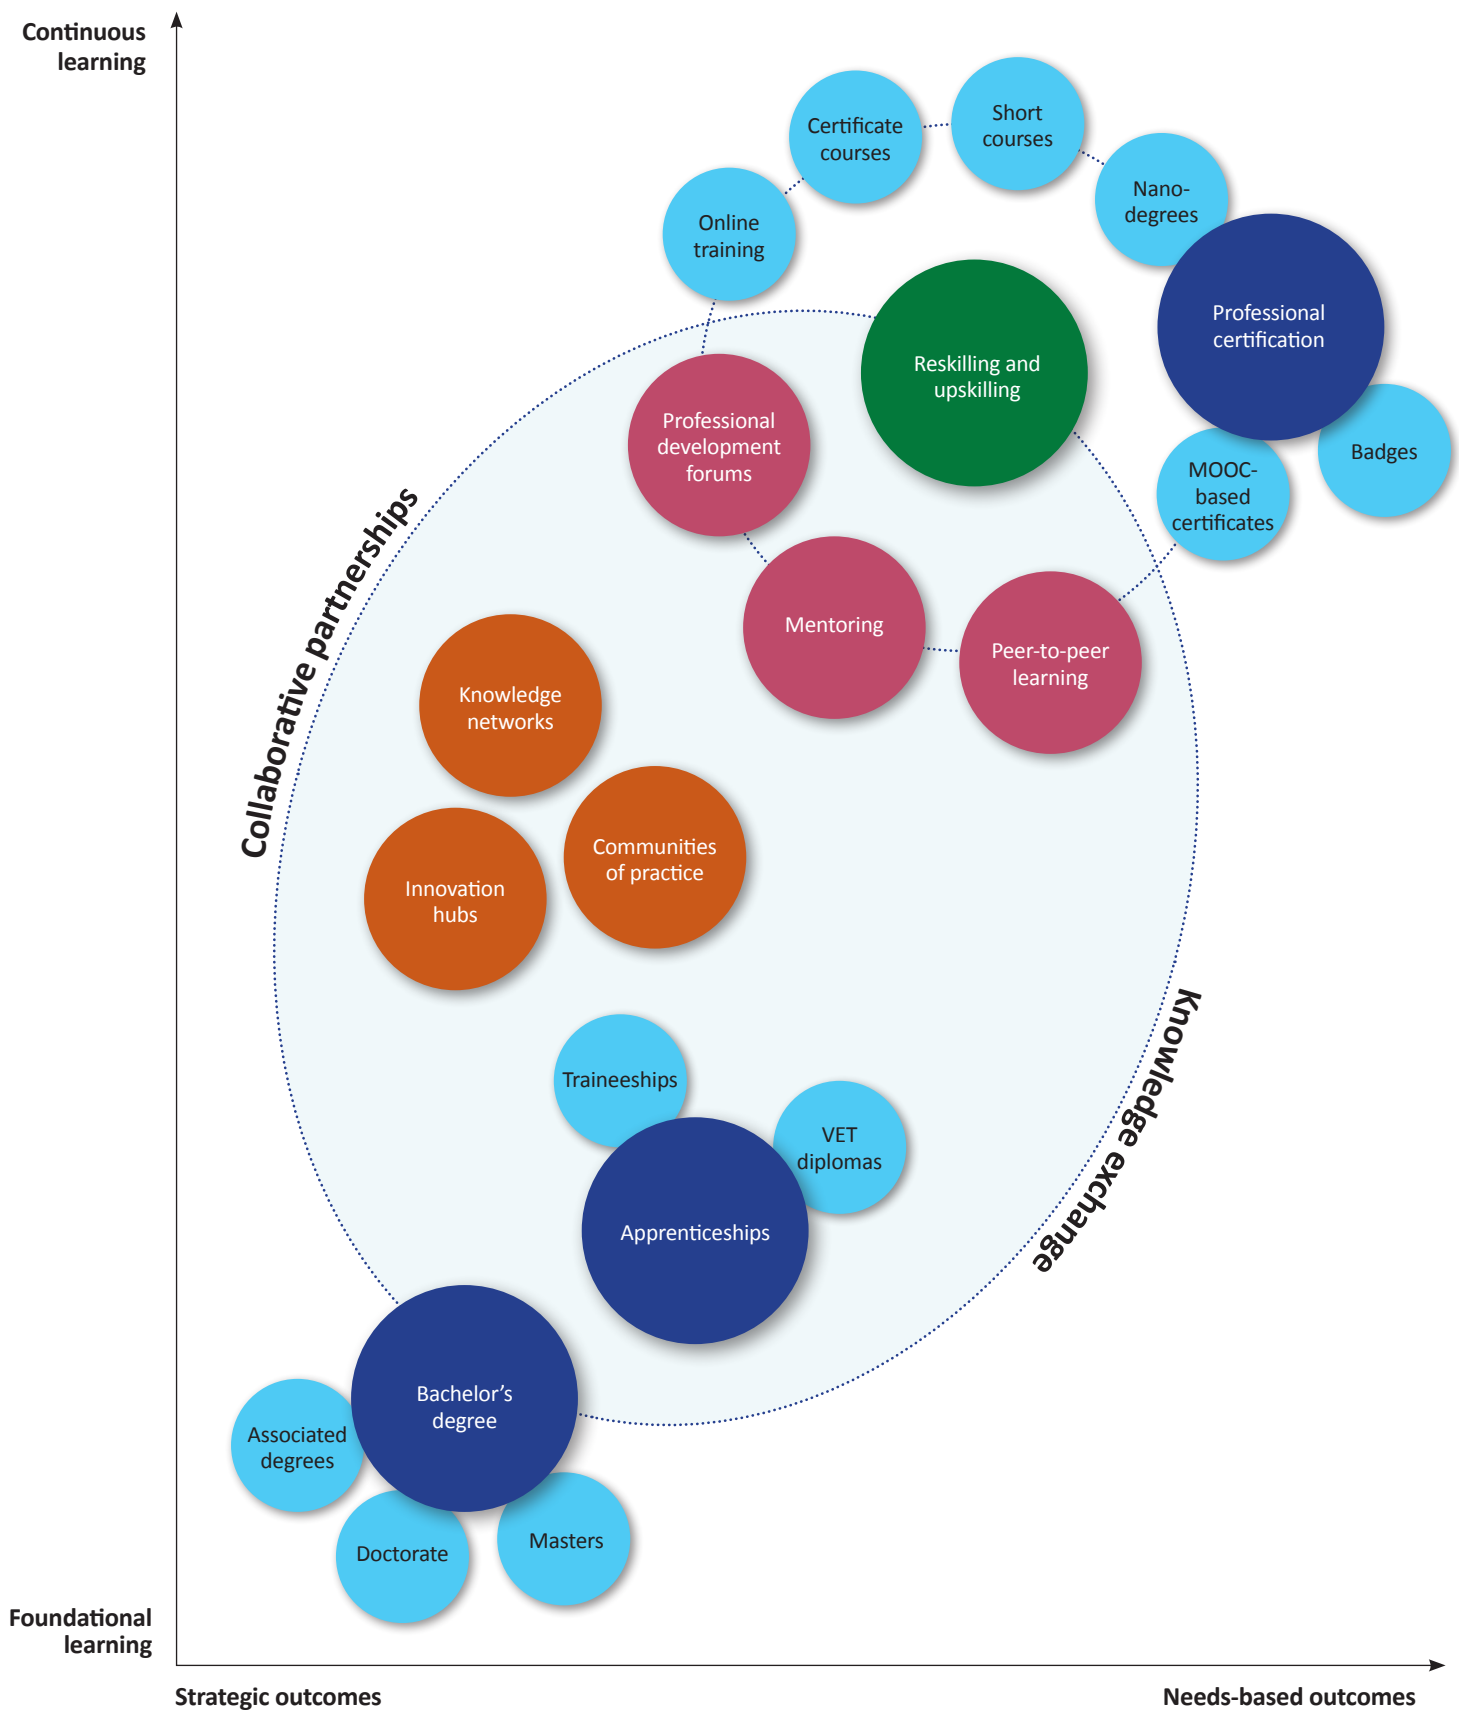 Continuous
learning
Certificate
courses
Short
courses
Nano-
degrees
Online
training
Professional
certification
Reskilling and
upskilling
Professional
development
forums
Badges
MOOC-
based
certificates
Collaborative partnerships
Mentoring
Peer-to-peer
learning
Knowledge
networks
Communities
of practice
Innovation
hubs
Knowledge exchange
Traineeships
VET
diplomas
Apprenticeships
Bachelor’s
degree
Associated
degrees
Doctorate
Masters
Foundational
learning
Strategic outcomes
Needs-based outcomes